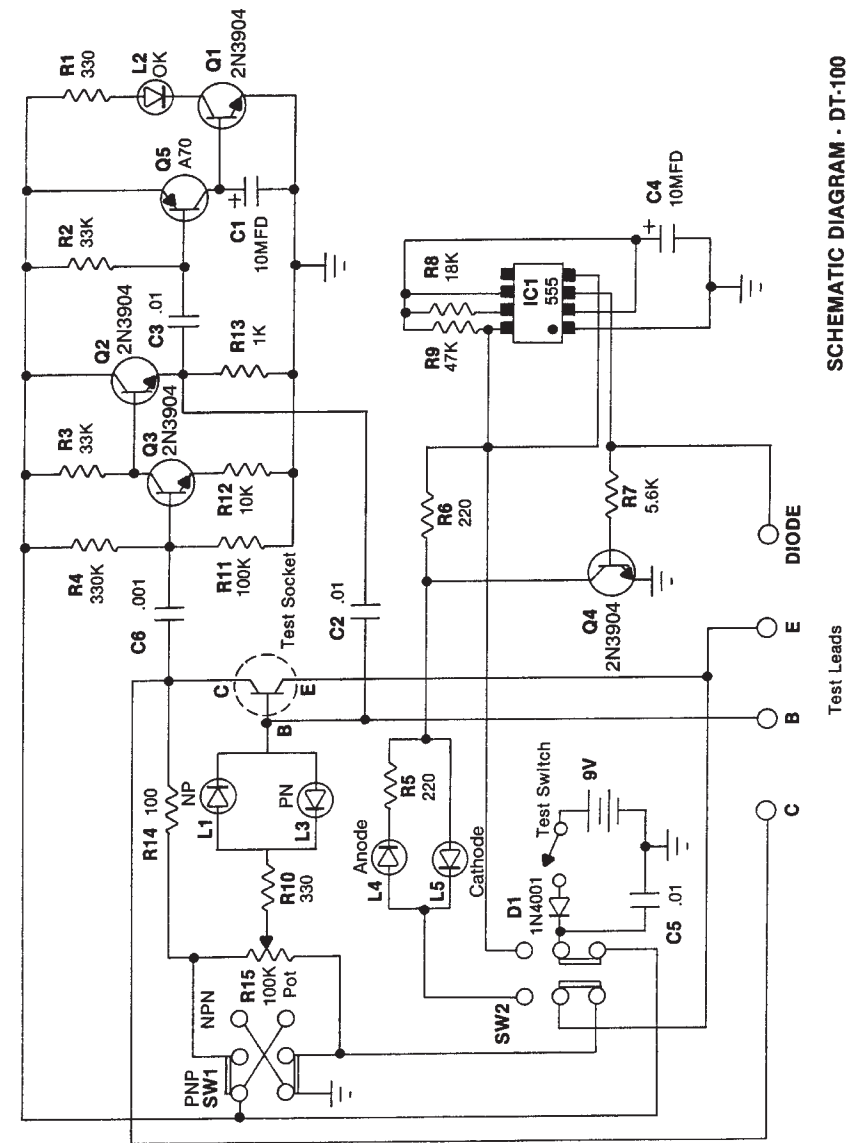 R1
330
L2
OK
Q1
2N3904
Q5
A70
R2
33K
C1
10MFD
C3 .01
Q2
2N3904
R13
1K
R3
33K
Q3
2N3904
R12
10K
R4
330K
R11
100K
C6 .001
Test Socket
C2 .01
C
B
E
R14 100
L1
NP
L3
PN
R10
330
R15
100K
Pot
NPN
PNP
SW1
R8
18K
R9
47K
IC1
555
C4
10MFD
R6
220
R7
5.6K
Q4
2N3904
R5
220
L4
Anode
L5
Cathode
Test Switch
9V
D1
1N4001
C5 .01
SW2
DIODE
E
B
C
Test Leads
SCHEMATIC DIAGRAM - DT-100
+
+